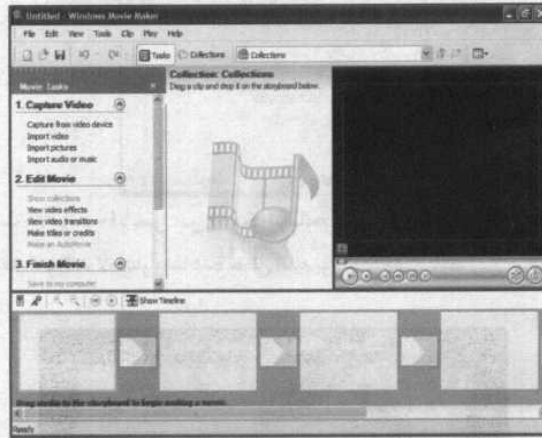 Untitled - Windows Movie Maker
File Edit View Tools Clip Play Help
Tasks Collections Collections
Movie Tasks
Collection: Collections
Drag a clip and drop it on the storyboard below.
1. Capture Video
Capture from video device
Import video
Import pictures
Import audio or music
2. Edit Movie
Show collections
View video effects
View video transitions
Make titles or credits
Make an AutoMovie
3. Finish Movie
Save to my computer
Show Timeline
Drag media to the storyboard to begin making a movie.
Ready